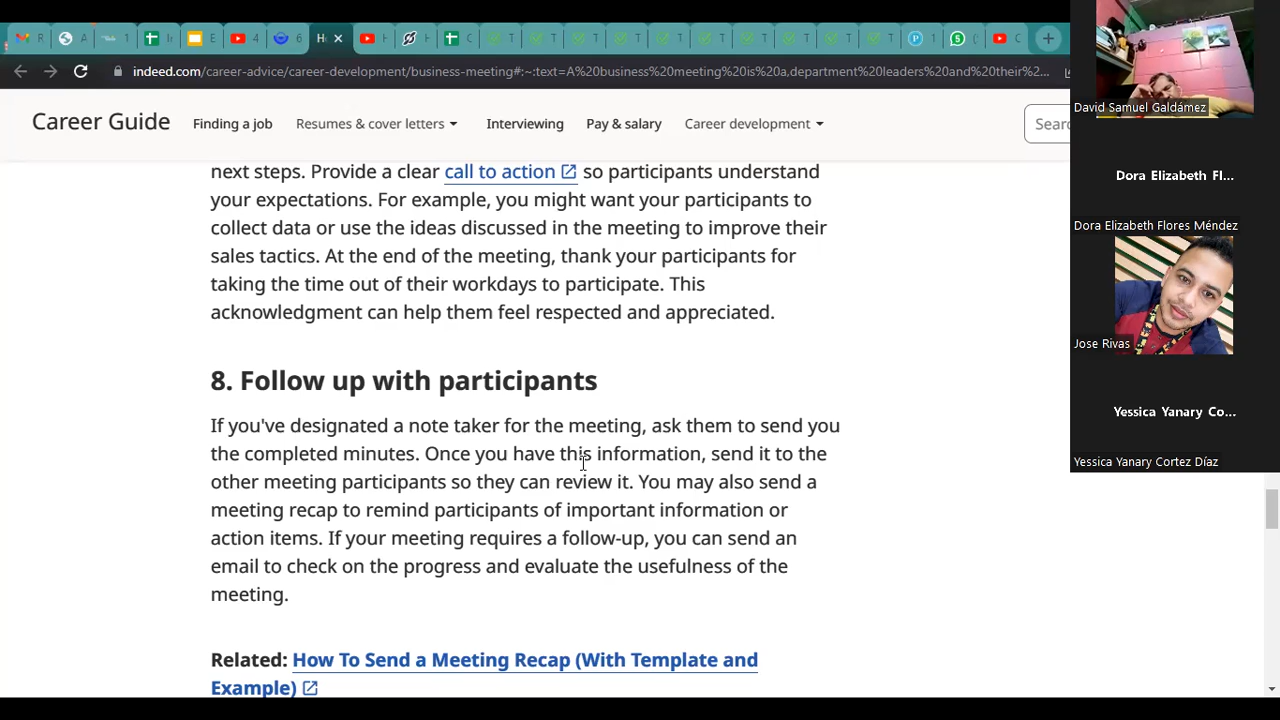 indeed.com/career-advice/career-development/business-meeting#:~:text=A%20business%20meeting%20is%20a,department%20leaders%20and%20their%2...
Career Guide
Finding a job
Resumes & cover letters
Interviewing
Pay & salary
Career development
Sear
next steps. Provide a clear call to action so participants understand
your expectations. For example, you might want your participants to
collect data or use the ideas discussed in the meeting to improve their
sales tactics. At the end of the meeting, thank your participants for
taking the time out of their workdays to participate. This
acknowledgment can help them feel respected and appreciated.
8. Follow up with participants
If you've designated a note taker for the meeting, ask them to send you
the completed minutes. Once you have this information, send it to the
other meeting participants so they can review it. You may also send a
meeting recap to remind participants of important information or
action items. If your meeting requires a follow-up, you can send an
email to check on the progress and evaluate the usefulness of the
meeting.
Related: How To Send a Meeting Recap (With Template and
Example)
David Samuel Galdámez
Dora Elizabeth Fl...
Dora Elizabeth Flores Méndez
Jose Rivas
Yessica Yanary Co...
Yessica Yanary Cortez Díaz